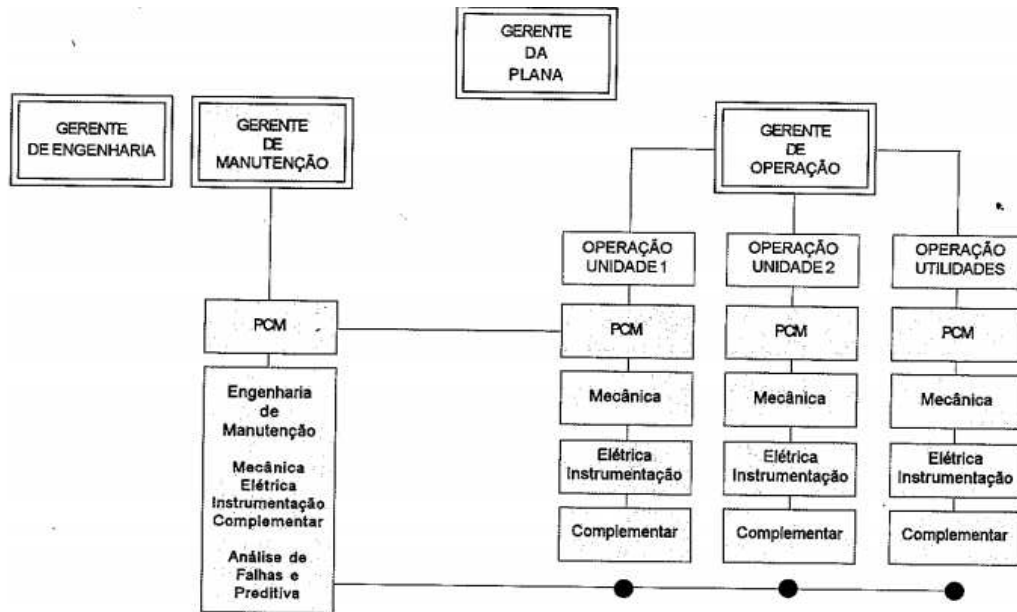 GERENTE
DA
PLANA
GERENTE
DE ENGENHARIA
GERENTE
DE
MANUTENÇÃO
GERENTE
DE
OPERAÇÃO
OPERAÇÃO
UNIDADE 1
OPERAÇÃO
UNIDADE 2
OPERAÇÃO
UTILIDADES
PCM
PCM
PCM
PCM
Engenharia
de
Manutenção
Mecânica
Elétrica
Instrumentação
Complementar
Análise de
Falhas e
Preditiva
Mecânica
Mecânica
Mecânica
Elétrica
Instrumentação
Elétrica
Instrumentação
Elétrica
Instrumentação
Complementar
Complementar
Complementar